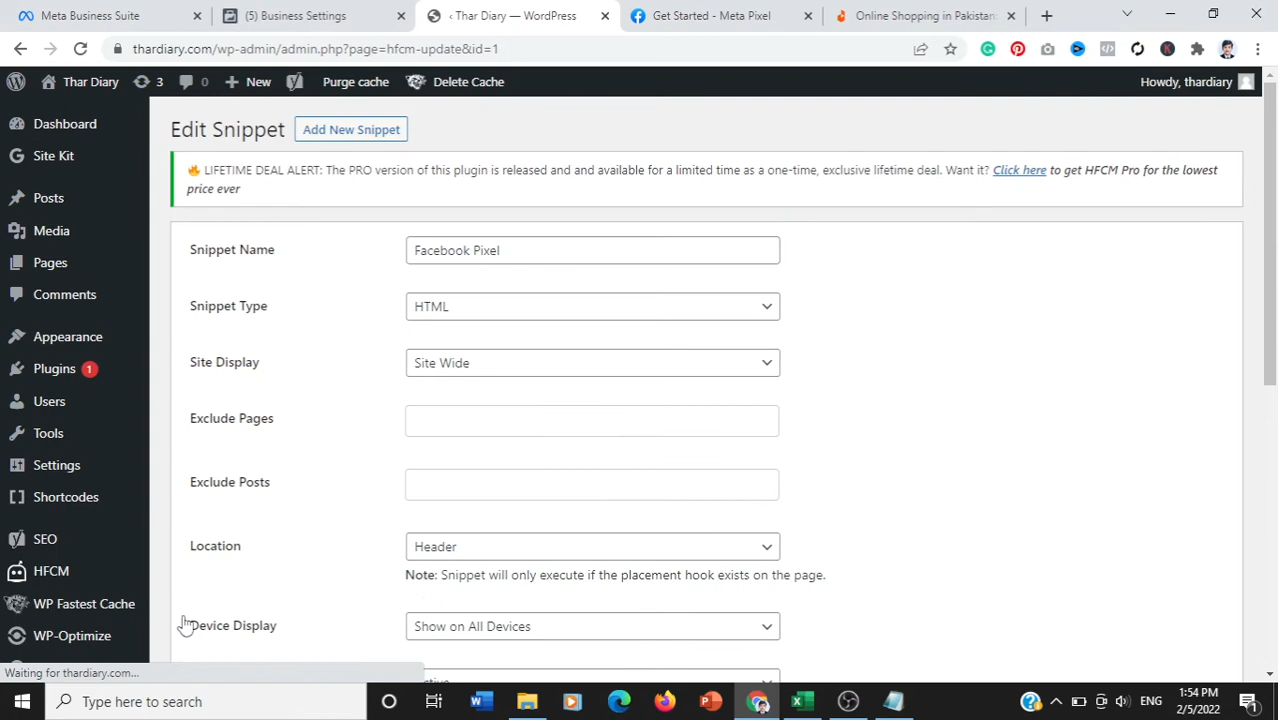 Meta Business Suite
(5) Business Settings
‹ Thar Diary — WordPress
Get Started - Meta Pixel
Online Shopping in Pakistan
thardiary.com/wp-admin/admin.php?page=hfcm-update&id=1
Thar Diary
3
0
New
Purge cache
Delete Cache
Howdy, thardiary
Dashboard
Site Kit
Posts
Media
Pages
Comments
Appearance
Plugins 1
Users
Tools
Settings
Shortcodes
SEO
HFCM
WP Fastest Cache
WP-Optimize
Edit Snippet
Add New Snippet
LIFETIME DEAL ALERT: The PRO version of this plugin is released and and available for a limited time as a one-time, exclusive lifetime deal. Want it? Click here to get HFCM Pro for the lowest
price ever
Snippet Name
Facebook Pixel
Snippet Type
HTML
Site Display
Site Wide
Exclude Pages
Exclude Posts
Location
Header
Note: Snippet will only execute if the placement hook exists on the page.
Device Display
Show on All Devices
Waiting for thardiary.com...
Type here to search
ENG
1:54 PM
2/5/2022
1